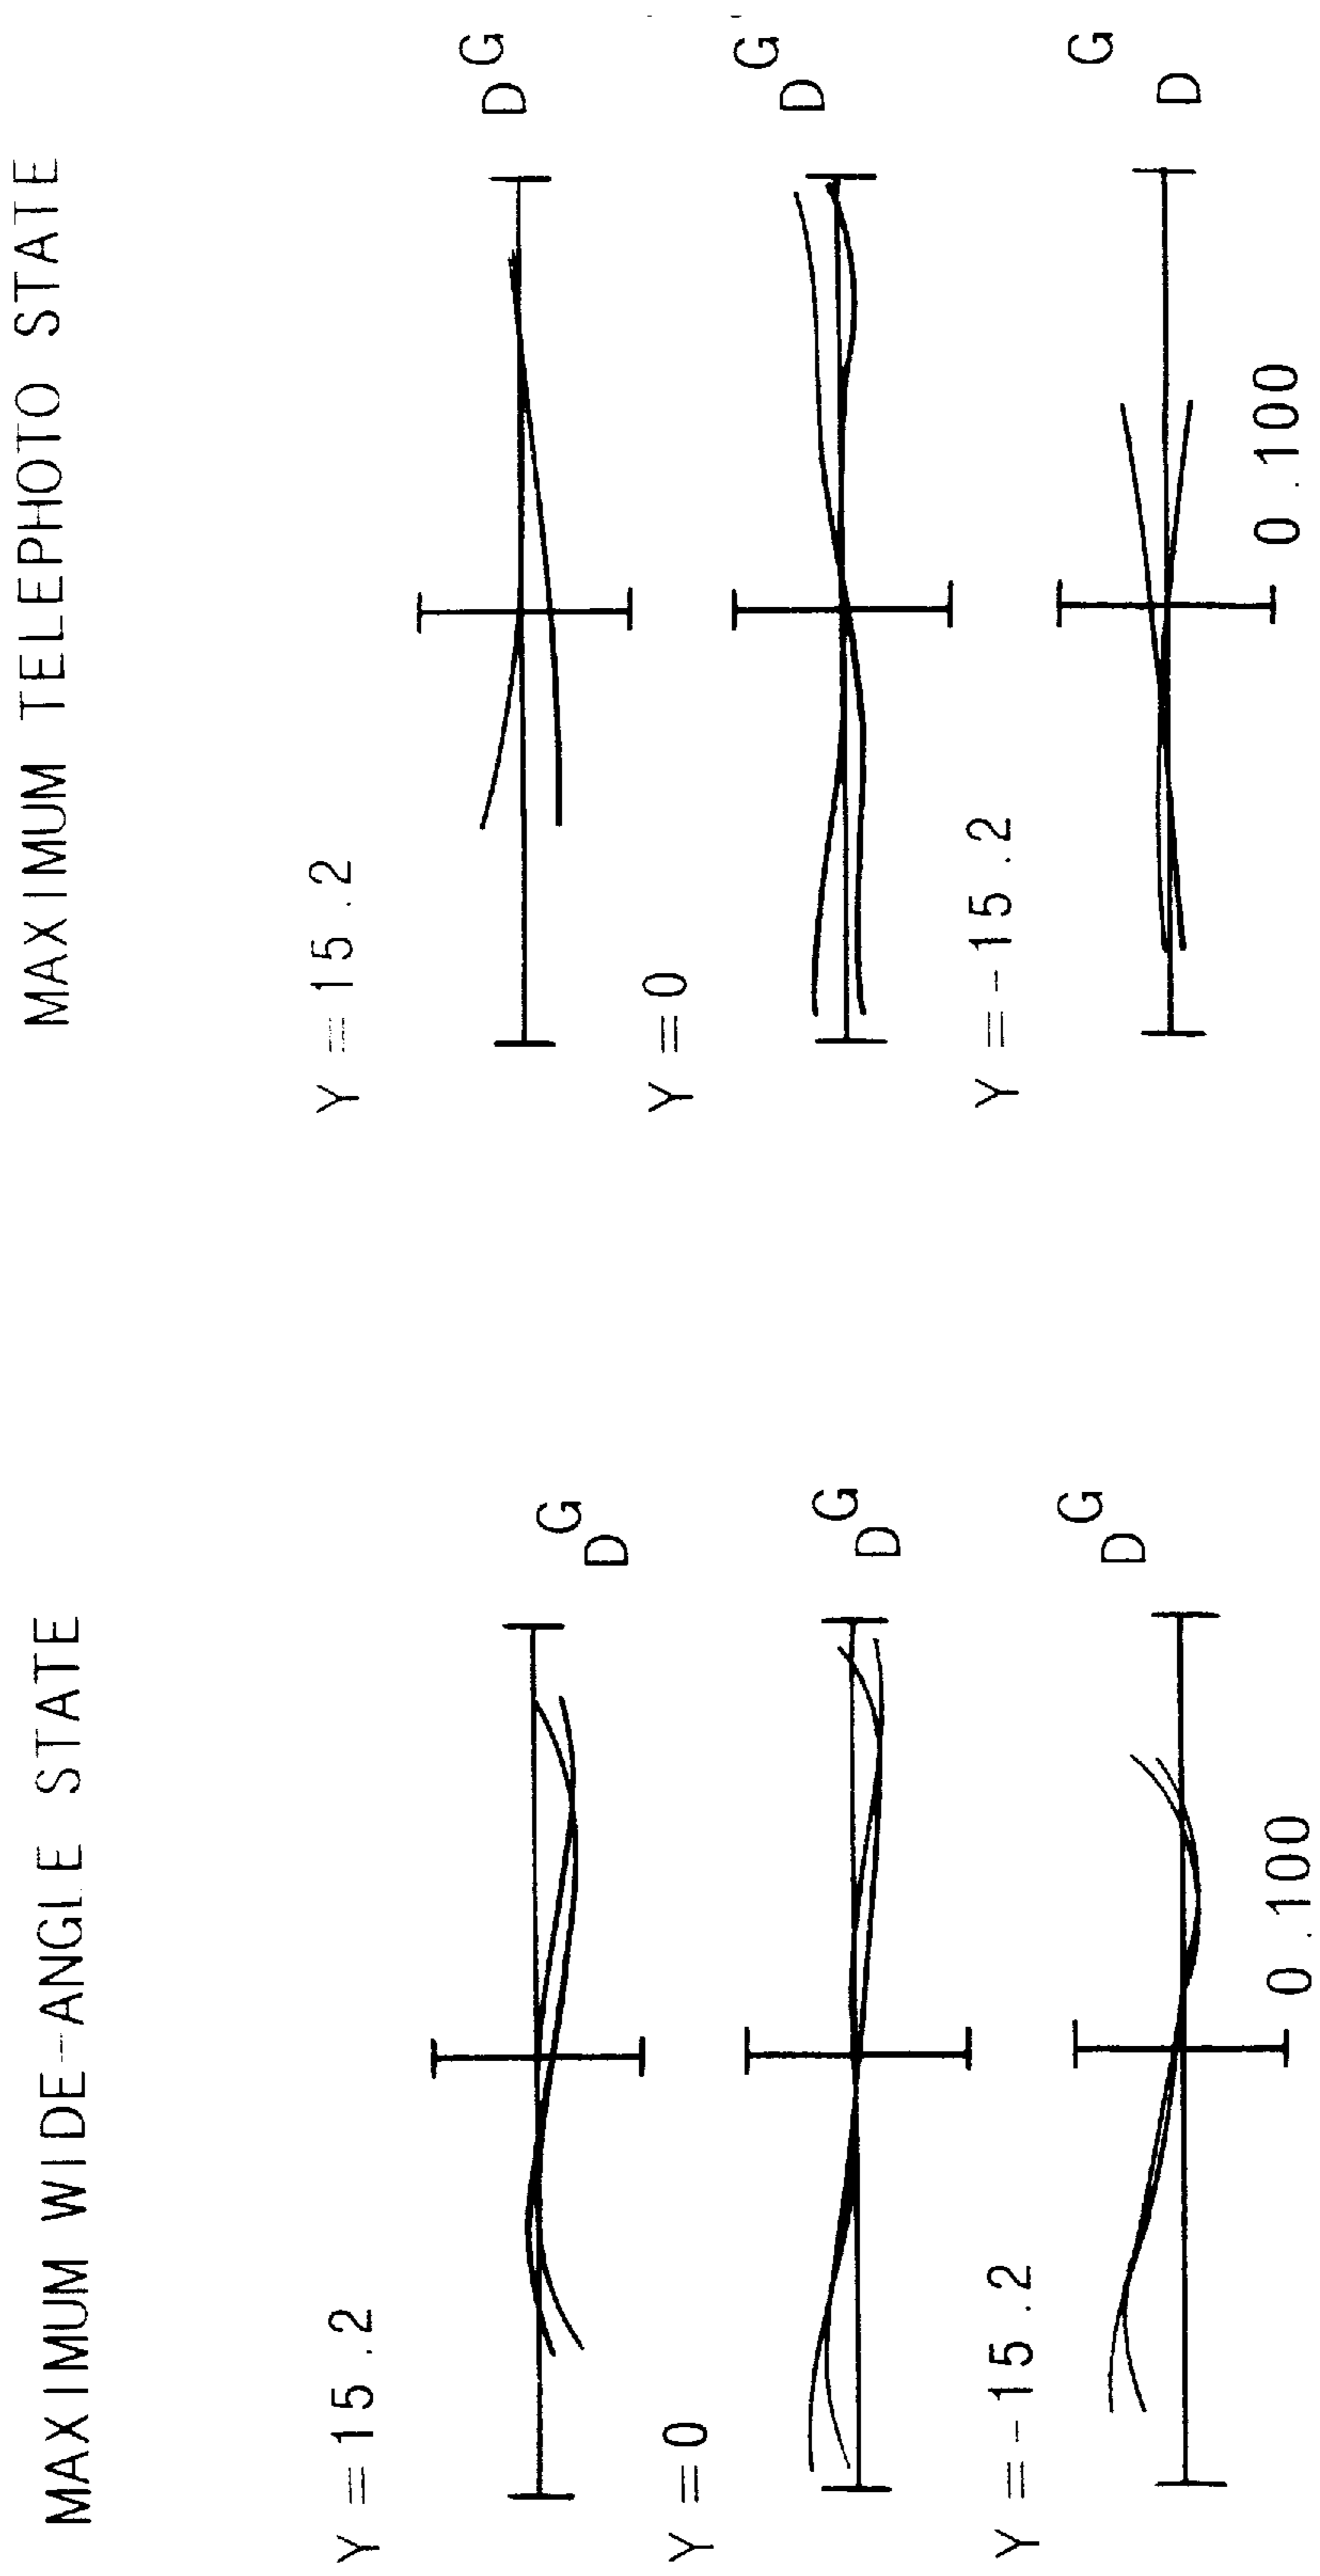 MAXIMUM WIDE-ANGLE STATE
Y=15.2
D
G
Y=0
D
G
Y=-15.2
D
G
0.100
MAXIMUM TELEPHOTO STATE
Y=15.2
D
G
Y=0
D
G
Y=-15.2
D
G
0.100